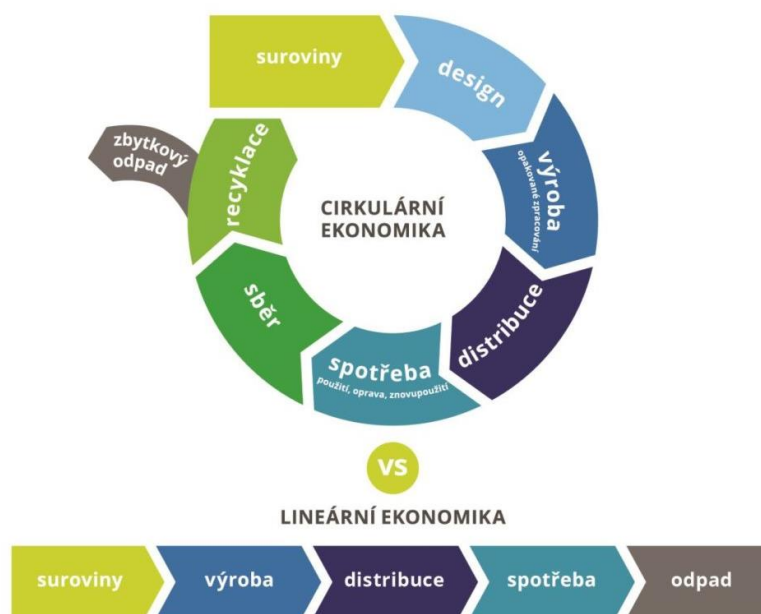 suroviny
design
výroba
opakované zpracování
distribuce
spotřeba
použití, oprava, znovupoužití
sběr
recyklace
zbytkový
odpad
CIRKULÁRNÍ
EKONOMIKA
VS
LINEÁRNÍ EKONOMIKA
suroviny
výroba
distribuce
spotřeba
odpad